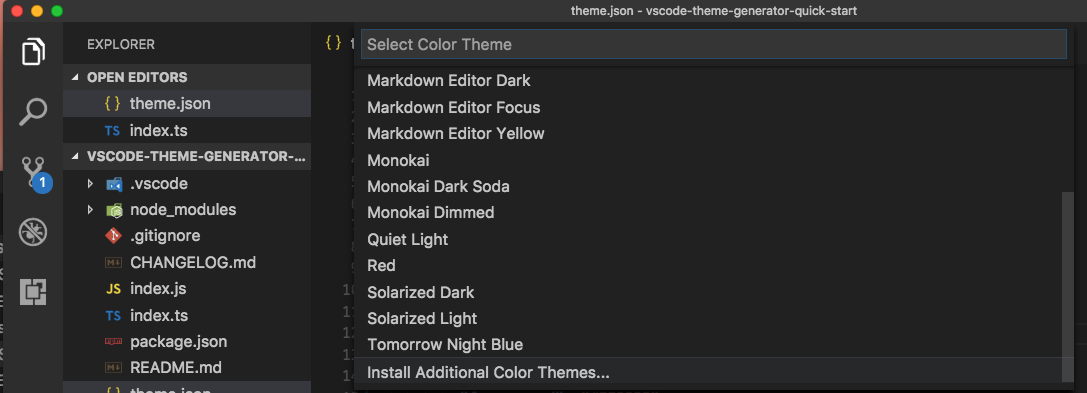 theme.json - vscode-theme-generator-quick-start
EXPLORER
OPEN EDITORS
{ } theme.json
TS index.ts
VSCODE-THEME-GENERATOR-...
.vscode
node_modules
.gitignore
M↓ CHANGELOG.md
JS index.js
TS index.ts
npm package.json
M↓ README.md
{ } theme.json
1
{ } t
10
11
12
13
14
Select Color Theme
Markdown Editor Dark
Markdown Editor Focus
Markdown Editor Yellow
Monokai
Monokai Dark Soda
Monokai Dimmed
Quiet Light
Red
Solarized Dark
Solarized Light
Tomorrow Night Blue
Install Additional Color Themes...